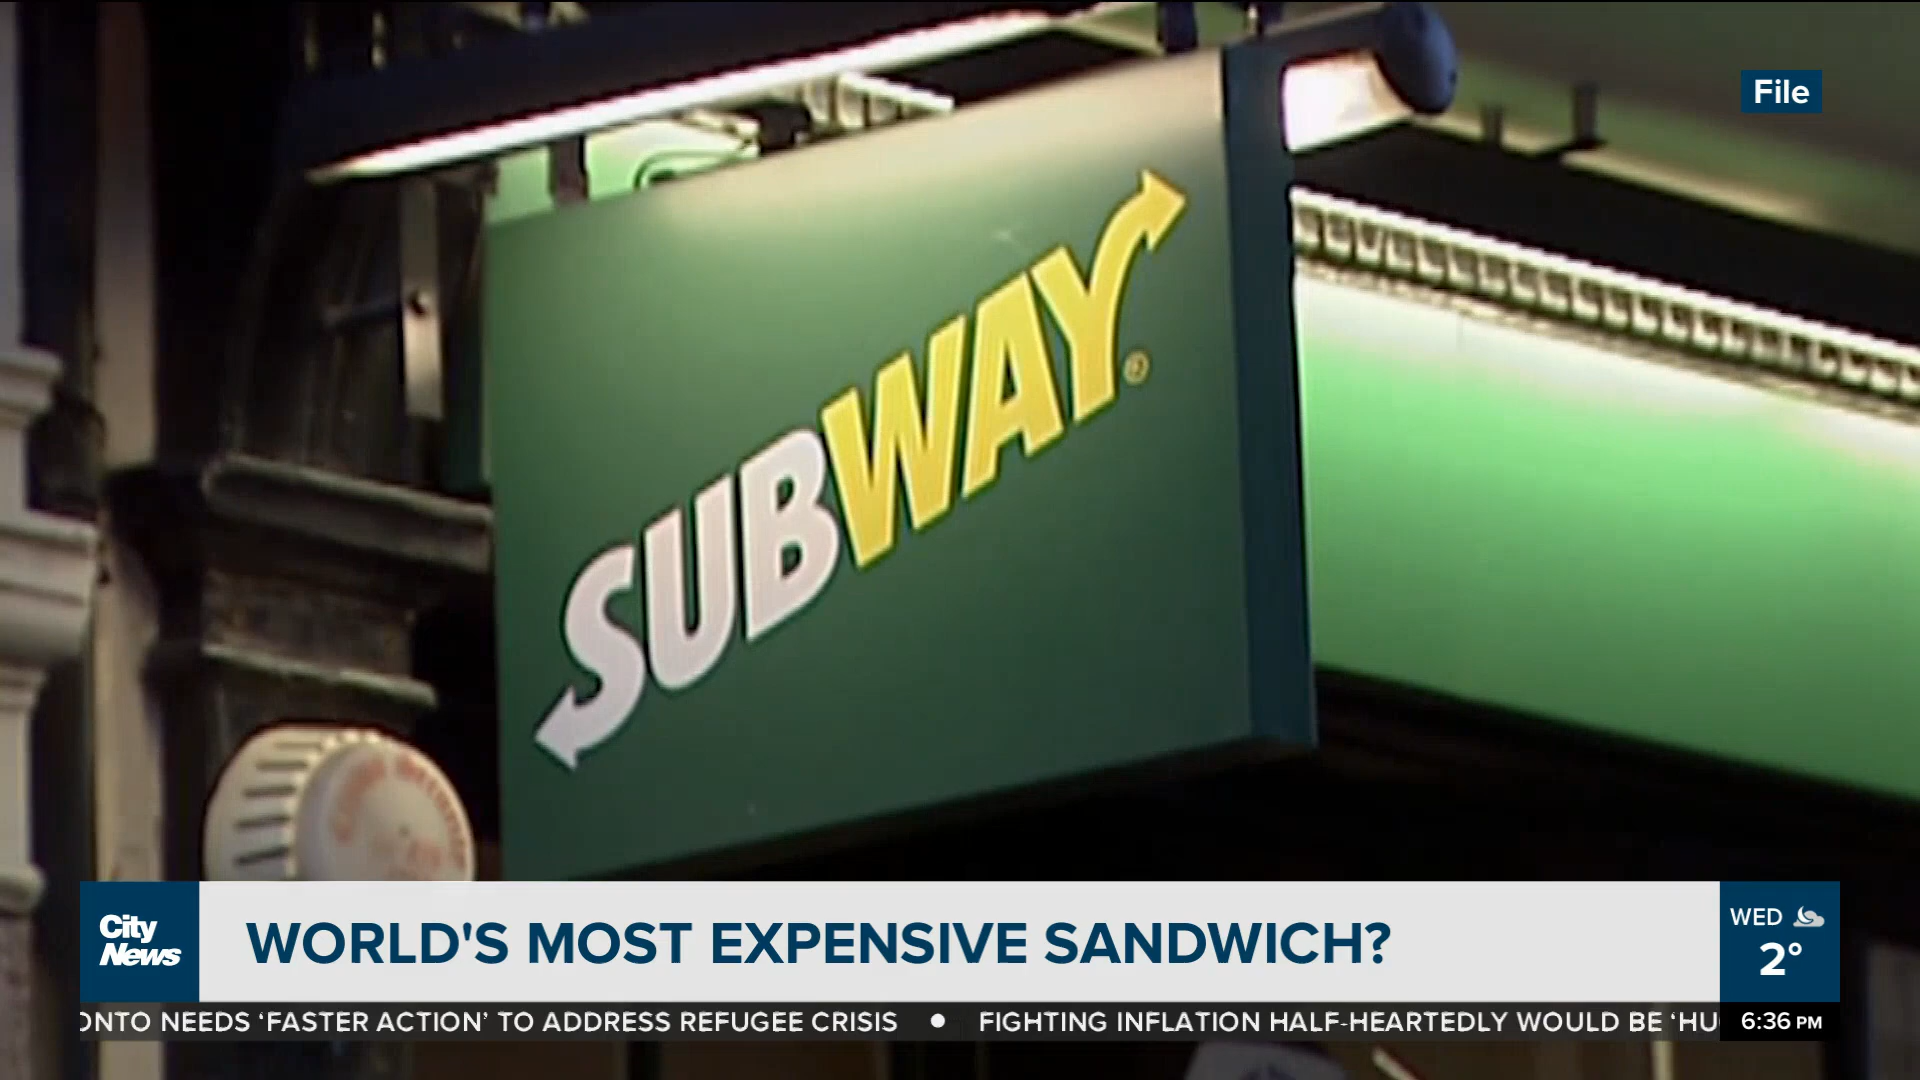 File
SUBWAY®
City
News
WORLD'S MOST EXPENSIVE SANDWICH?
WED
2°
ONTO NEEDS ‘FASTER ACTION’ TO ADDRESS REFUGEE CRISIS • FIGHTING INFLATION HALF-HEARTEDLY WOULD BE ‘HU
6:36 PM